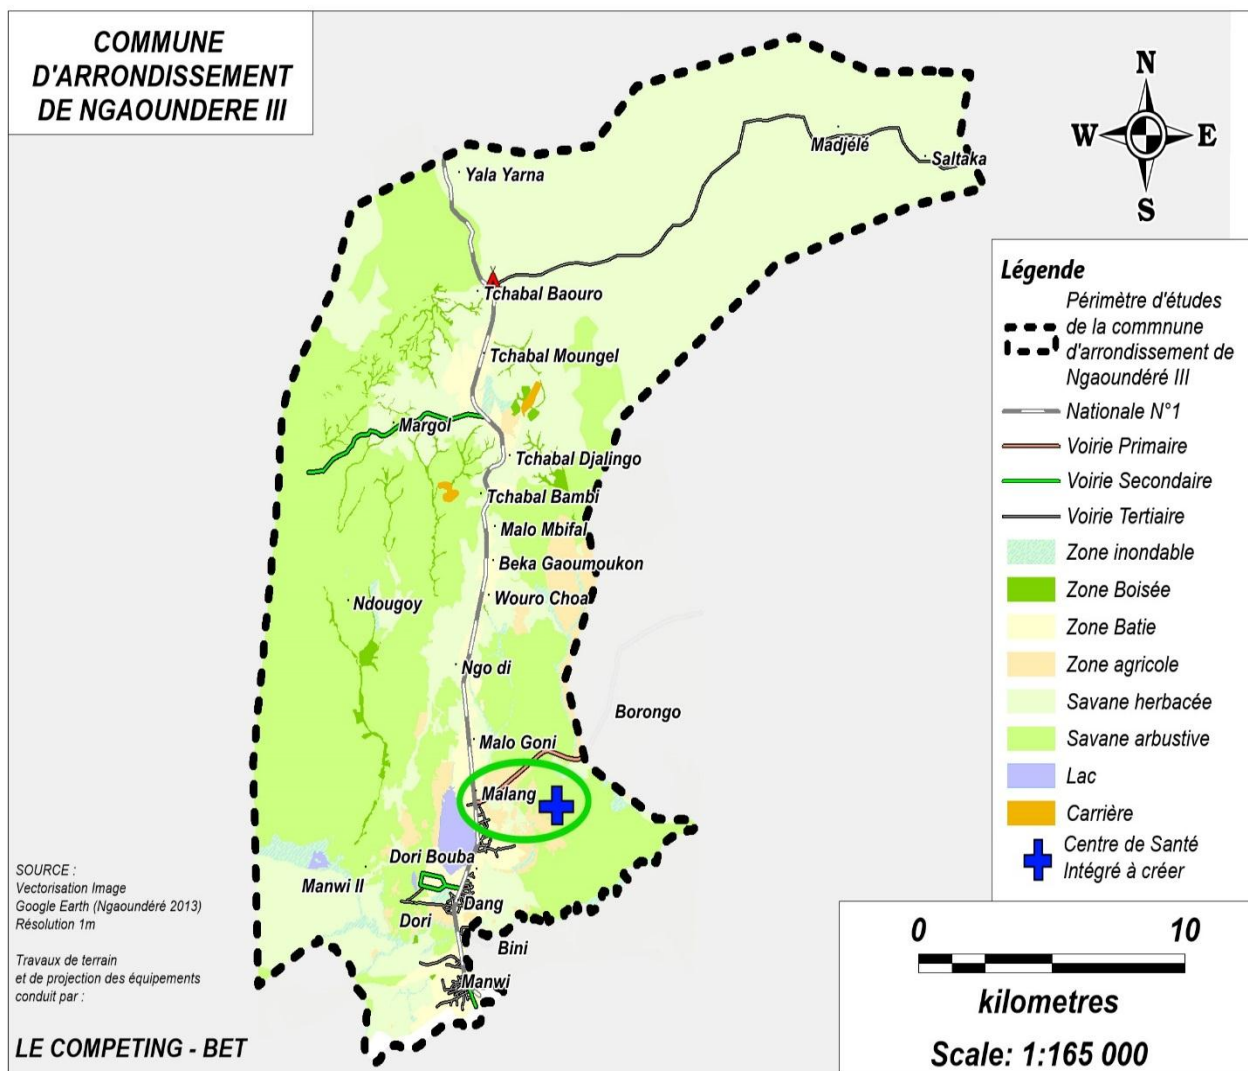 COMMUNE
D'ARRONDISSEMENT
DE NGAOUNDERE III
N
W
E
S
Madjélé
Saltaka
Yala Yarna
Tchabal Baouro
Tchabal Moungel
Margol
Tchabal Djalingo
Tchabal Bambi
Malo Mbifal
Beka Gaoumoukon
Wouro Choa
Ndougoy
Ngo di
Borongo
Malo Goni
Malang
Dori Bouba
Manwi II
Dang
Dori
Bini
Manwi
Légende
Périmètre d'études
de la commnune
d'arrondissement de
Ngaoundéré III
Nationale N°1
Voirie Primaire
Voirie Secondaire
Voirie Tertiaire
Zone inondable
Zone Boisée
Zone Batie
Zone agricole
Savane herbacée
Savane arbustive
Lac
Carrière
Centre de Santé
Intégré à créer
SOURCE :
Vectorisation Image
Google Earth (Ngaoundéré 2013)
Résolution 1m
Travaux de terrain
et de projection des équipements
conduit par :
LE COMPETING - BET
0
10
kilometres
Scale: 1:165 000